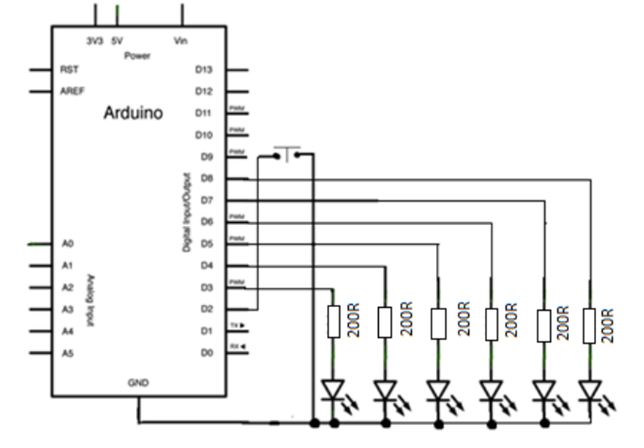 3V3 5V Vin
Power
RST D13
AREF D12
Arduino
D11 PWM
D10 PWM
D9 PWM
D8
D7
D6 PWM
A0 D5 PWM
A1 D4
A2 D3 PWM
A3 D2
A4 D1 TX
A5 D0 RX
Digital Input/Output
Analog Input
GND
200R 200R 200R 200R 200R 200R